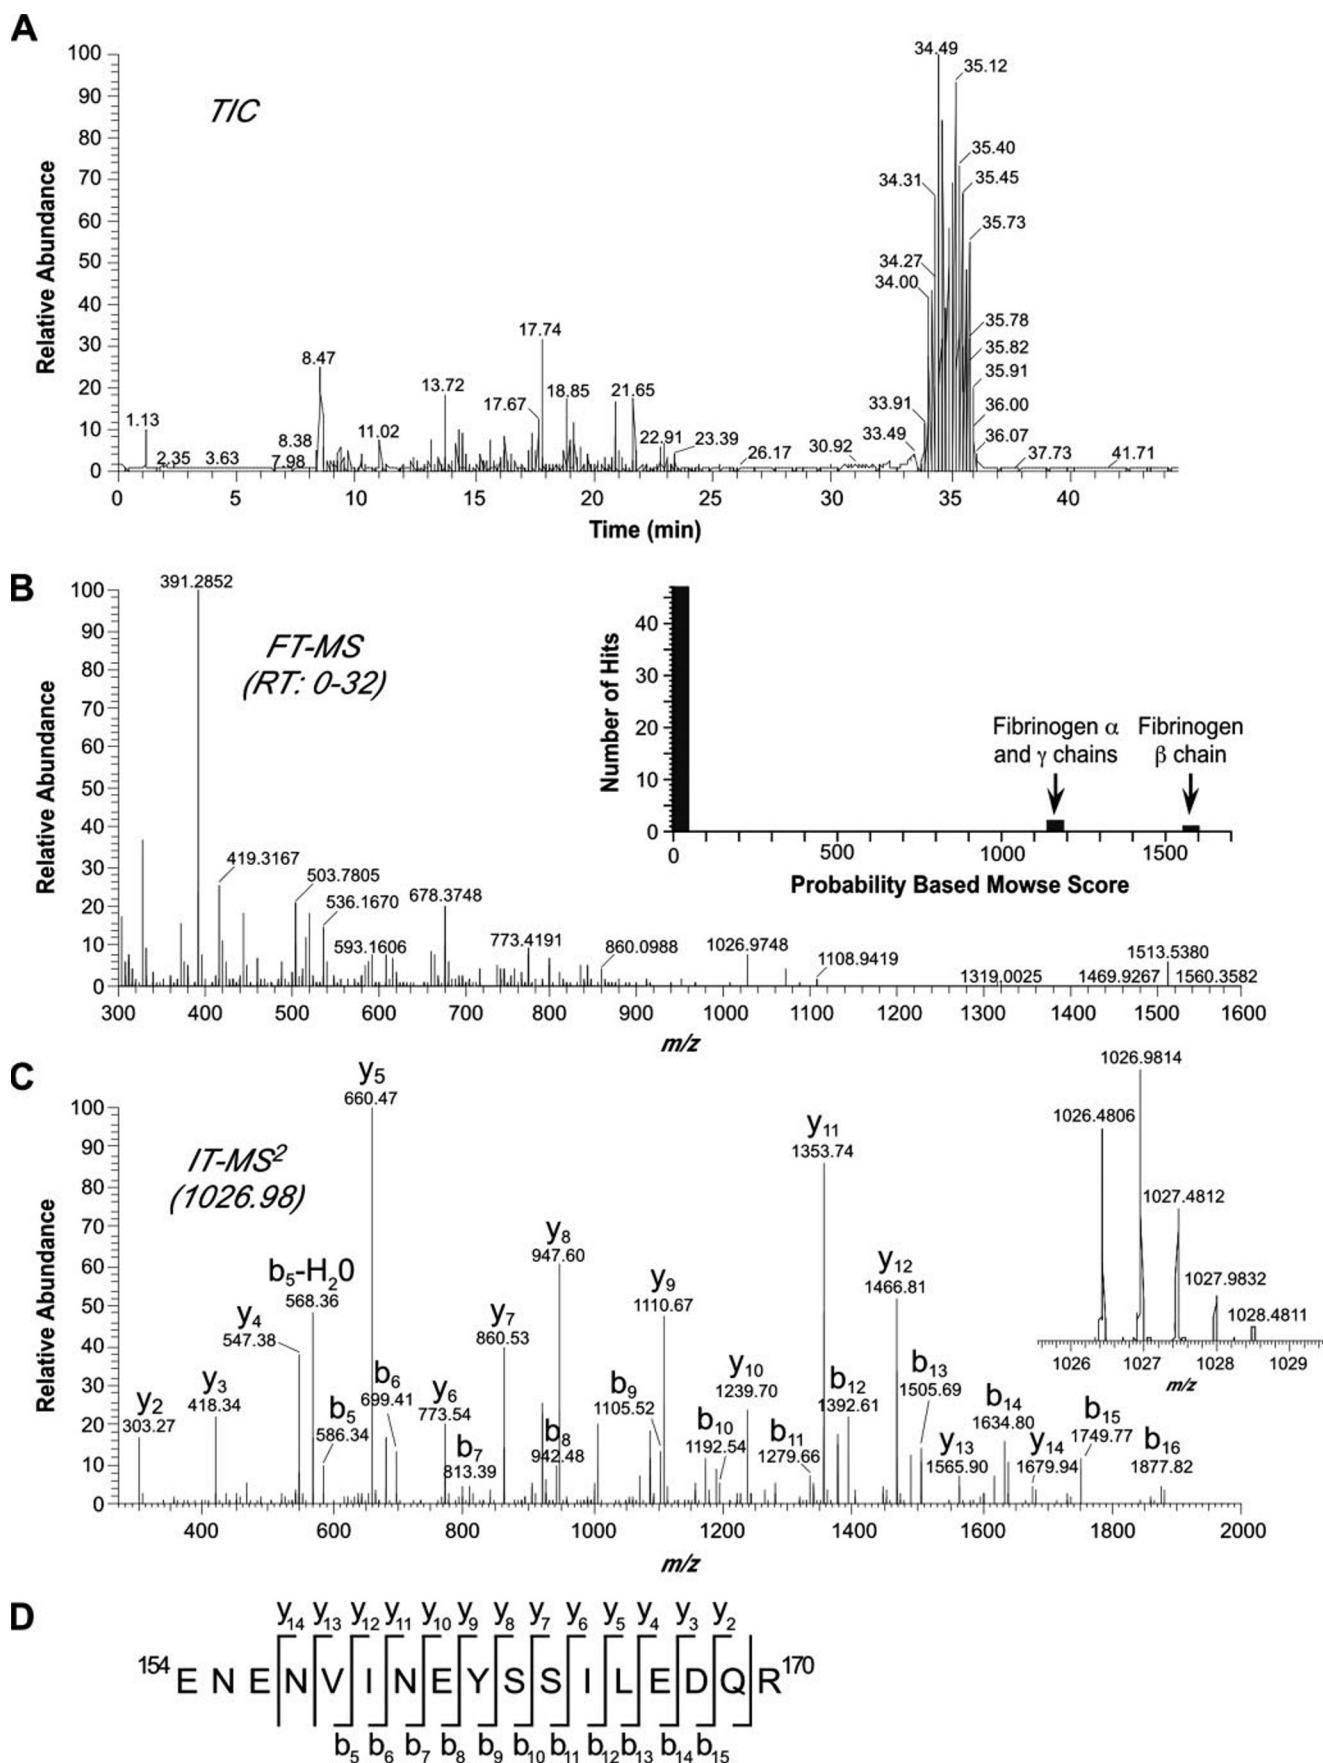 A
TIC
Relative Abundance
100
90
80
70
60
50
40
30
20
10
0
1.13
2.35
3.63
7.98
8.38
8.47
11.02
13.72
17.67
17.74
18.85
21.65
22.91
23.39
26.17
30.92
33.49
33.91
34.00
34.27
34.31
34.49
35.12
35.40
35.45
35.73
35.78
35.82
35.91
36.00
36.07
37.73
41.71
0 5 10 15 20 25 30 35 40
Time (min)
B
FT-MS
(RT: 0-32)
Relative Abundance
100
90
80
70
60
50
40
30
20
10
0
391.2852
419.3167
503.7805
536.1670
593.1606
678.3748
773.4191
860.0988
1026.9748
1108.9419
1319.0025
1469.9267
1513.5380
1560.3582
300 400 500 600 700 800 900 1000 1100 1200 1300 1400 1500 1600
m/z
Number of Hits
40
30
20
10
0
Fibrinogen α
and γ chains
Fibrinogen
β chain
0 500 1000 1500
Probability Based Mowse Score
C
IT-MS²
(1026.98)
Relative Abundance
100
90
80
70
60
50
40
30
20
10
0
y₂
303.27
y₃
418.34
y₄
547.38
b₅-H₂0
568.36
b₅
586.34
y₅
660.47
b₆
699.41
y₆
773.54
b₇
813.39
y₇
860.53
b₈
942.48
y₈
947.60
b₉
1105.52
y₉
1110.67
b₁₀
1192.54
y₁₀
1239.70
b₁₁
1279.66
y₁₁
1353.74
b₁₂
1392.61
y₁₂
1466.81
b₁₃
1505.69
y₁₃
1565.90
b₁₄
1634.80
y₁₄
1679.94
b₁₅
1749.77
b₁₆
1877.82
400 600 800 1000 1200 1400 1600 1800 2000
m/z
1026.4806
1026.9814
1027.4812
1027.9832
1028.4811
1026 1027 1028 1029
m/z
D
y₁₄ y₁₃ y₁₂ y₁₁ y₁₀ y₉ y₈ y₇ y₆ y₅ y₄ y₃ y₂
¹⁵⁴E N E N V I N E Y S S I L E D Q R¹⁷⁰
b₅ b₆ b₇ b₈ b₉ b₁₀ b₁₁ b₁₂ b₁₃ b₁₄ b₁₅